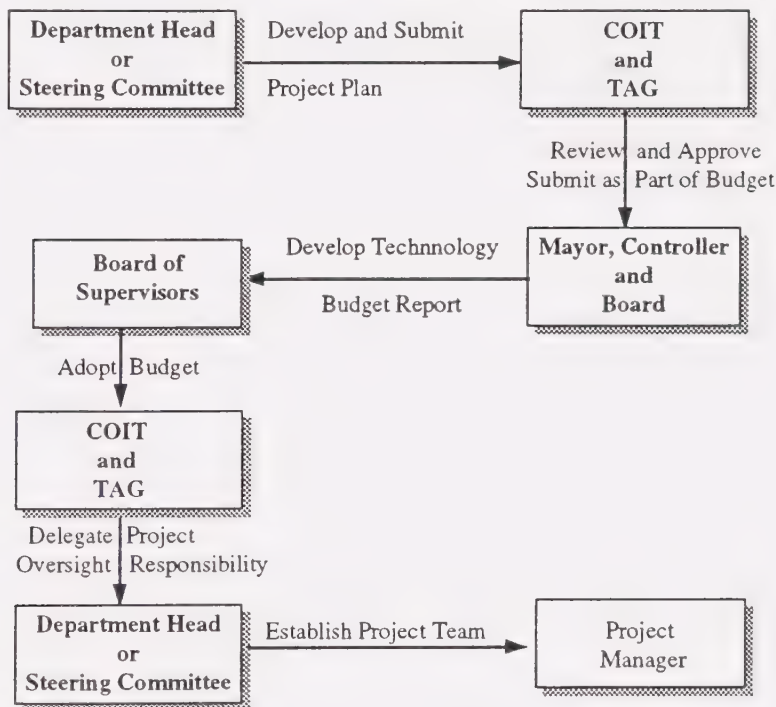 Department Head
or
Steering Committee
Develop and Submit
Project Plan
COIT
and
TAG
Review and Approve
Submit as Part of Budget
Mayor, Controller
and
Board
Develop Technnology
Budget Report
Board of
Supervisors
Adopt Budget
COIT
and
TAG
Delegate Project
Oversight Responsibility
Department Head
or
Steering Committee
Establish Project Team
Project
Manager